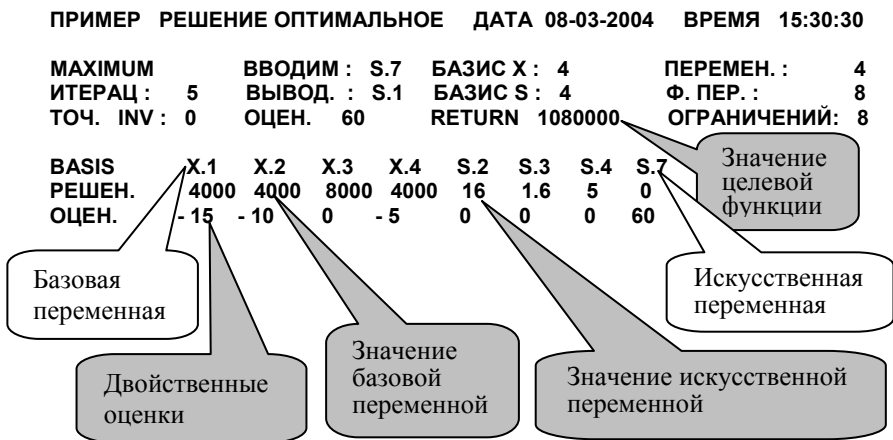 ПРИМЕР РЕШЕНИЕ ОПТИМАЛЬНОЕ ДАТА 08-03-2004 ВРЕМЯ 15:30:30
MAXIMUM ВВОДИМ : S.7 БАЗИС X : 4 ПЕРЕМЕН. : 4
ИТЕРАЦ : 5 ВЫВОД. : S.1 БАЗИС S : 4 Ф. ПЕР. : 8
ТОЧ. INV : 0 ОЦЕН. 60 RETURN 1080000 ОГРАНИЧЕНИЙ: 8
BASIS X.1 X.2 X.3 X.4 S.2 S.3 S.4 S.7
РЕШЕН. 4000 4000 8000 4000 16 1.6 5 0
ОЦЕН. - 15 - 10 0 - 5 0 0 0 60
Значение
целевой
функции
Базовая
переменная
Искусственная
переменная
Двойственные
оценки
Значение
базовой
переменной
Значение искусственной
переменной